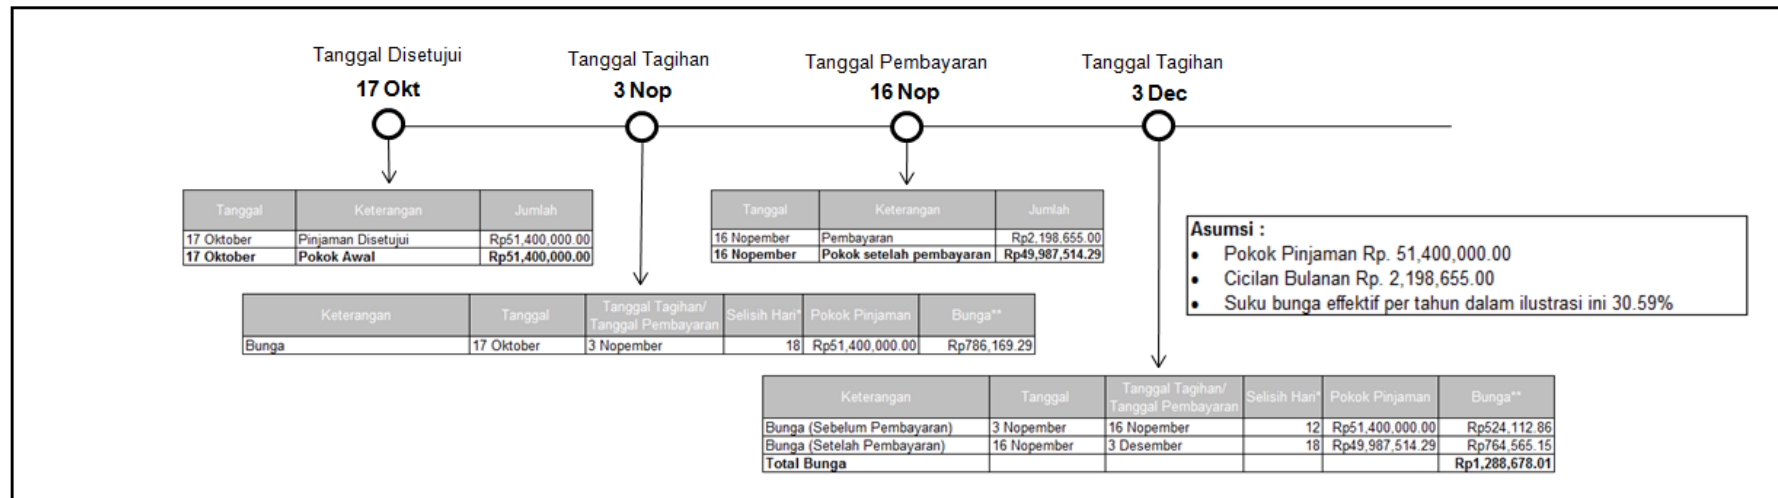 Tanggal Disetujui
17 Okt
Tanggal Tagihan
3 Nop
Tanggal Pembayaran
16 Nop
Tanggal Tagihan
3 Dec
Tanggal Keterangan Jumlah
17 Oktober Pinjaman Disetujui Rp51,400,000.00
17 Oktober Pokok Awal Rp51,400,000.00
Tanggal Keterangan Jumlah
16 Nopember Pembayaran Rp2,198,655.00
16 Nopember Pokok setelah pembayaran Rp49,987,514.29
Asumsi :
• Pokok Pinjaman Rp. 51,400,000.00
• Cicilan Bulanan Rp. 2,198,655.00
• Suku bunga effektif per tahun dalam ilustrasi ini 30.59%
Keterangan Tanggal Tanggal Tagihan/ Selisih Hari* Pokok Pinjaman Bunga**
Tanggal Pembayaran
Bunga 17 Oktober 3 Nopember 18 Rp51,400,000.00 Rp786,169.29
Keterangan Tanggal Tanggal Tagihan/ Selisih Hari* Pokok Pinjaman Bunga**
Tanggal Pembayaran
Bunga (Sebelum Pembayaran) 3 Nopember 16 Nopember 12 Rp51,400,000.00 Rp524,112.86
Bunga (Setelah Pembayaran) 16 Nopember 3 Desember 18 Rp49,987,514.29 Rp764,565.15
Total Bunga Rp1,288,678.01